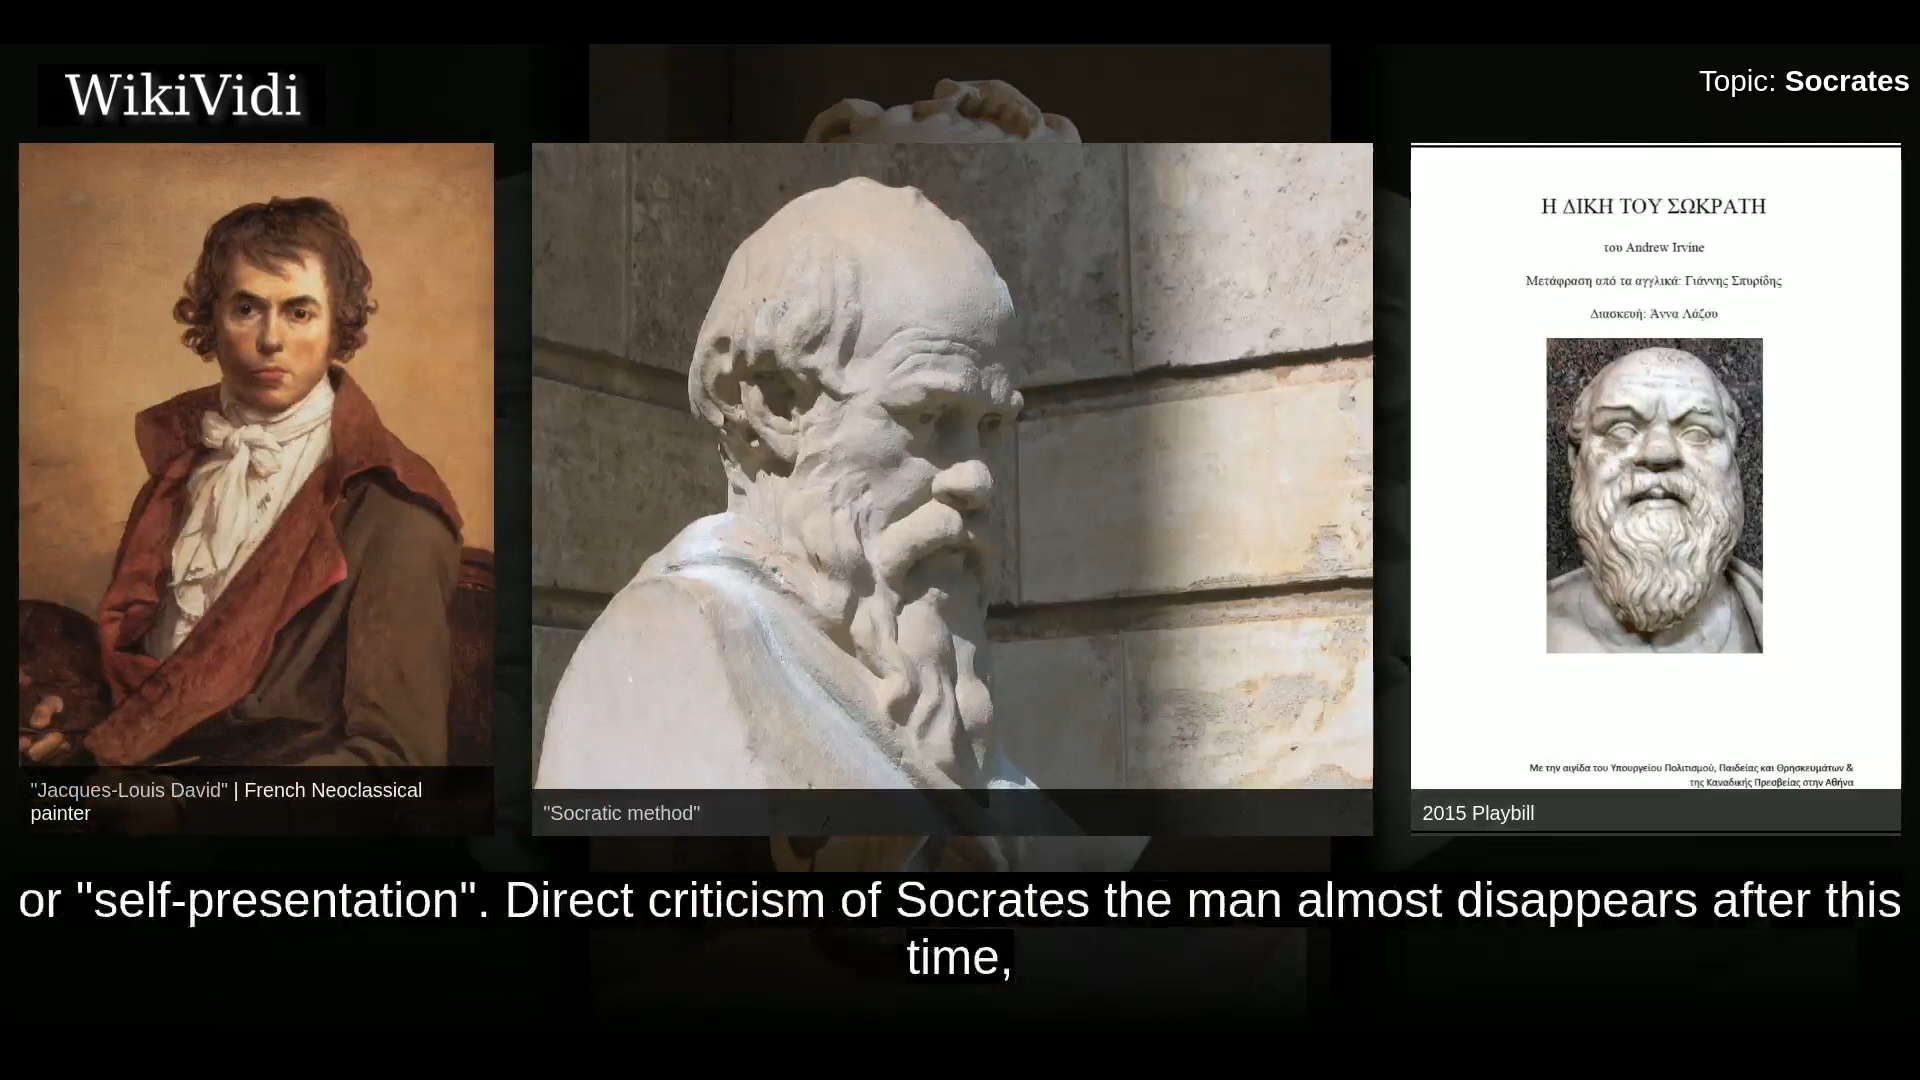 WikiVidi
Topic: Socrates
Η ΔΙΚΗ ΤΟΥ ΣΩΚΡΑΤΗ
του Andrew Irvine
Μετάφραση από τα αγγλικά: Γιάννης Σπυρίδης
Διασκευή: Άννα Λάζου
Με την αιγίδα του Υπουργείου Πολιτισμού, Παιδείας και Θρησκευμάτων &
της Καναδικής Πρεσβείας στην Αθήνα
"Jacques-Louis David" | French Neoclassical
painter
"Socratic method"
2015 Playbill
or "self-presentation". Direct criticism of Socrates the man almost disappears after this
time,